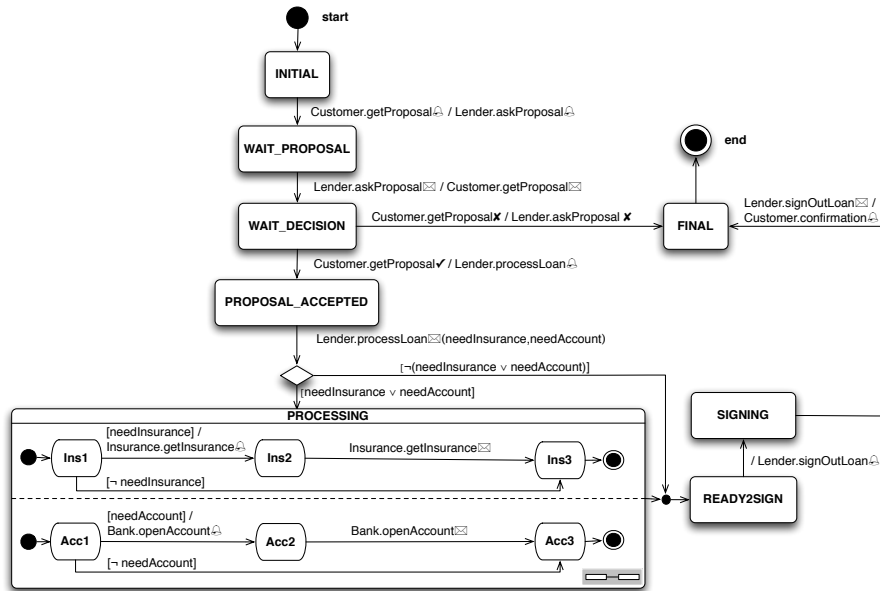 start
INITIAL
Customer.getProposal🔔 / Lender.askProposal🔔
WAIT_PROPOSAL
end
Lender.askProposal✉ / Customer.getProposal✉
Lender.signOutLoan✉ /
Customer.confirmation🔔
WAIT_DECISION
Customer.getProposal✘ / Lender.askProposal ✘
FINAL
Customer.getProposal✔ / Lender.processLoan🔔
PROPOSAL_ACCEPTED
Lender.processLoan✉(needInsurance,needAccount)
[¬(needInsurance ∨ needAccount)]
[needInsurance ∨ needAccount]
PROCESSING
SIGNING
[needInsurance] /
Insurance.getInsurance🔔
Insurance.getInsurance✉
Ins1
Ins2
Ins3
/ Lender.signOutLoan🔔
[¬ needInsurance]
READY2SIGN
[needAccount] /
Bank.openAccount🔔
Bank.openAccount✉
Acc1
Acc2
Acc3
[¬ needAccount]